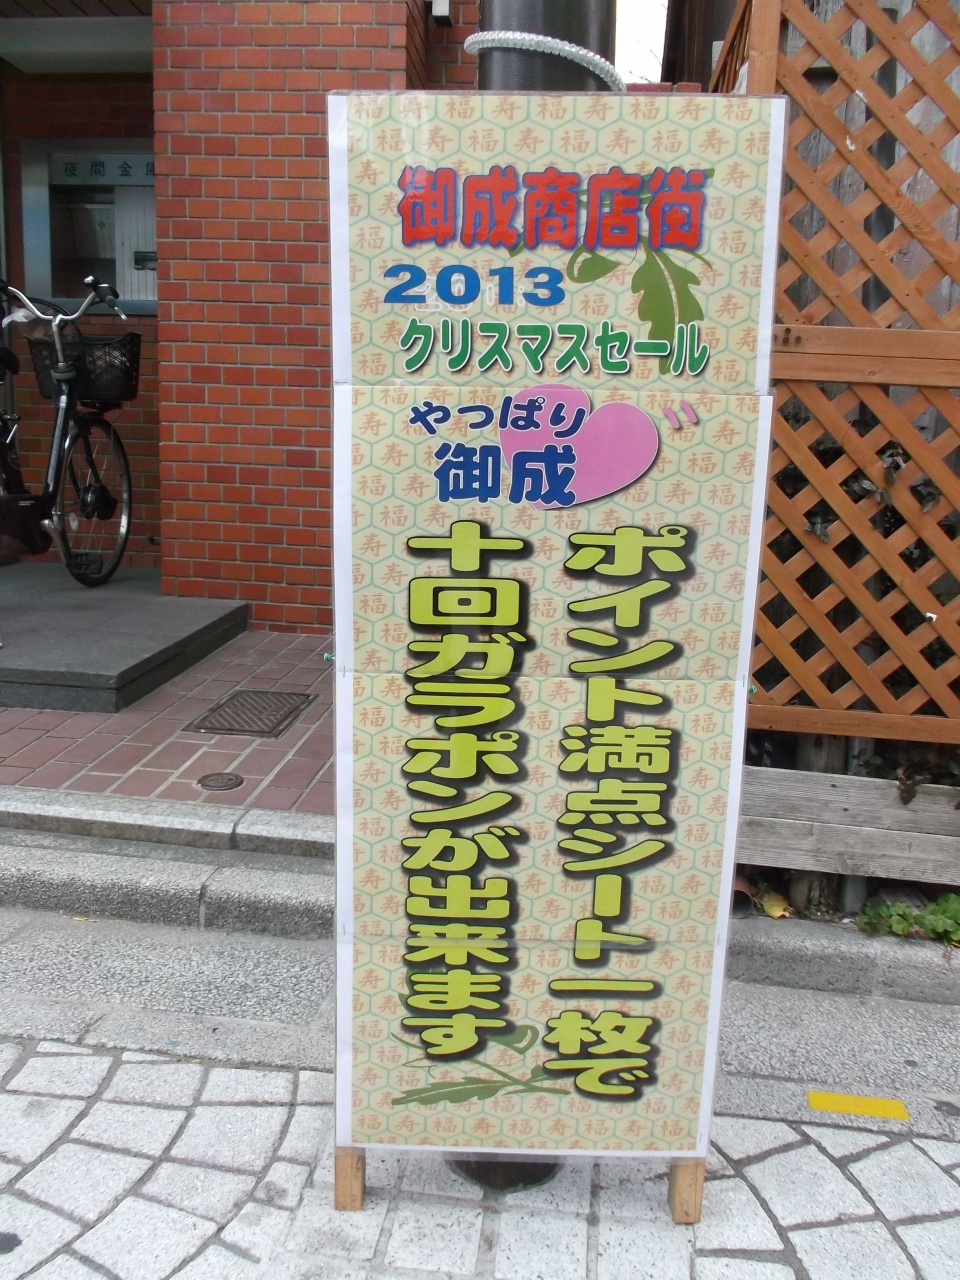 夜間金庫
御成商店街
2013
クリスマスセール
やっぱり
御成
ポイント満点シート一枚で
十回ガラポンが出来ます